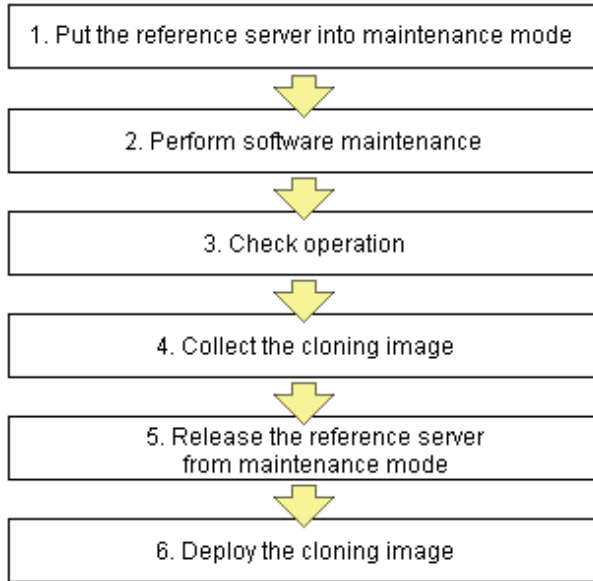 1. Put the reference server into maintenance mode
2. Perform software maintenance
3. Check operation
4. Collect the cloning image
5. Release the reference server
from maintenance mode
6. Deploy the cloning image